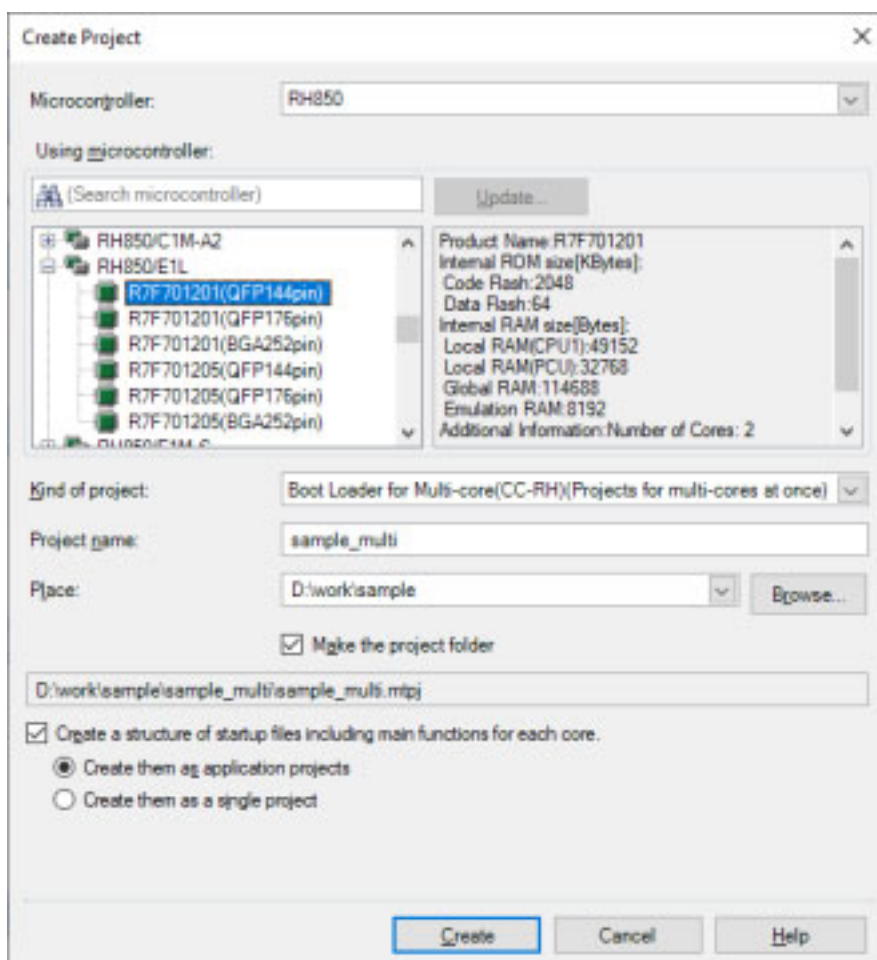 Create Project
Microcontroller:
RH850
Using microcontroller:
(Search microcontroller)
Update...
RH850/C1M-A2
RH850/E1L
R7F701201(QFP144pin)
R7F701201(QFP176pin)
R7F701201(BGA252pin)
R7F701205(QFP144pin)
R7F701205(QFP176pin)
R7F701205(BGA252pin)
Product Name:R7F701201
Internal ROM size[KBytes]:
Code Flash:2048
Data Flash:64
Internal RAM size[Bytes]:
Local RAM(CPU1):49152
Local RAM(PCU):32768
Global RAM:114688
Emulation RAM:8192
Additional Information:Number of Cores: 2
Kind of project:
Boot Loader for Multi-core(CC-RH)(Projects for multi-cores at once)
Project name:
sample_multi
Place:
D:\work\sample
Browse...
Make the project folder
D:\work\sample\sample_multi\sample_multi.mtpj
Create a structure of startup files including main functions for each core.
Create them as application projects
Create them as a single project
Create
Cancel
Help